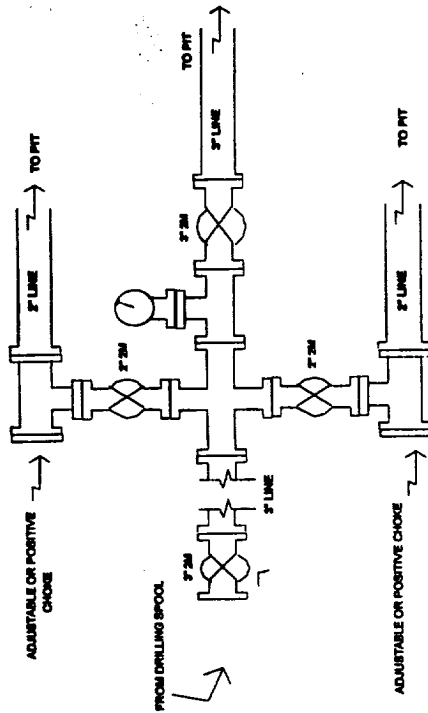 TO PIT
2" LINE
ADJUSTABLE OR POSITIVE
CHOKE
2" 2M
TO PIT
3" LINE
3" 2M
3" LINE
3" 2M
FROM DRILLING SPOOL
2" 2M
TO PIT
2" LINE
ADJUSTABLE OR POSITIVE CHOKE